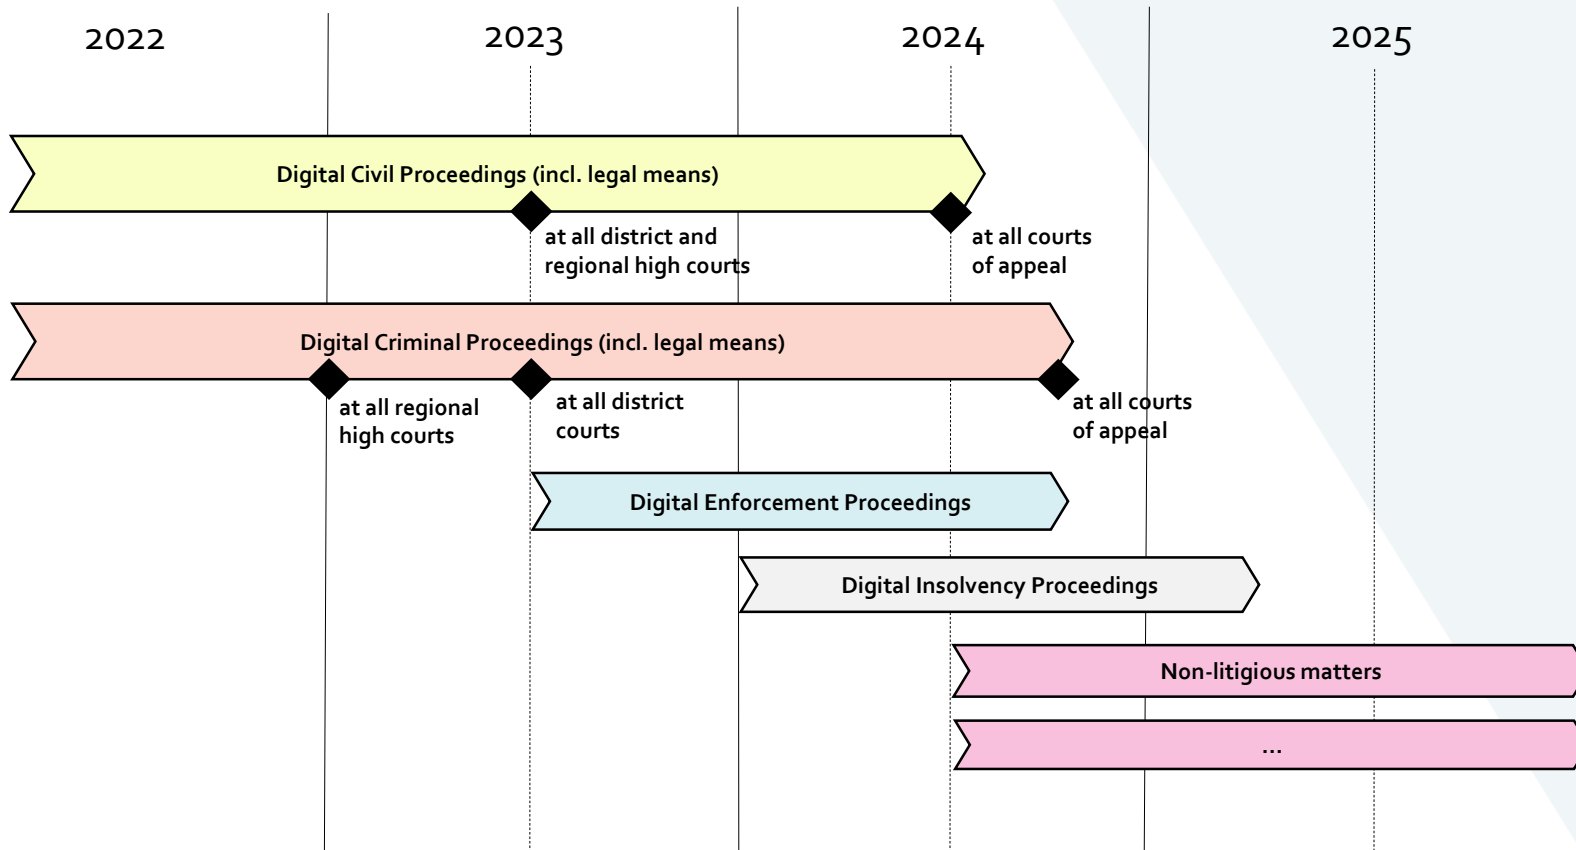 2022
2023
2024
2025
Digital Civil Proceedings (incl. legal means)
at all district and
regional high courts
at all courts
of appeal
Digital Criminal Proceedings (incl. legal means)
at all regional
high courts
at all district
courts
at all courts
of appeal
Digital Enforcement Proceedings
Digital Insolvency Proceedings
Non-litigious matters
...